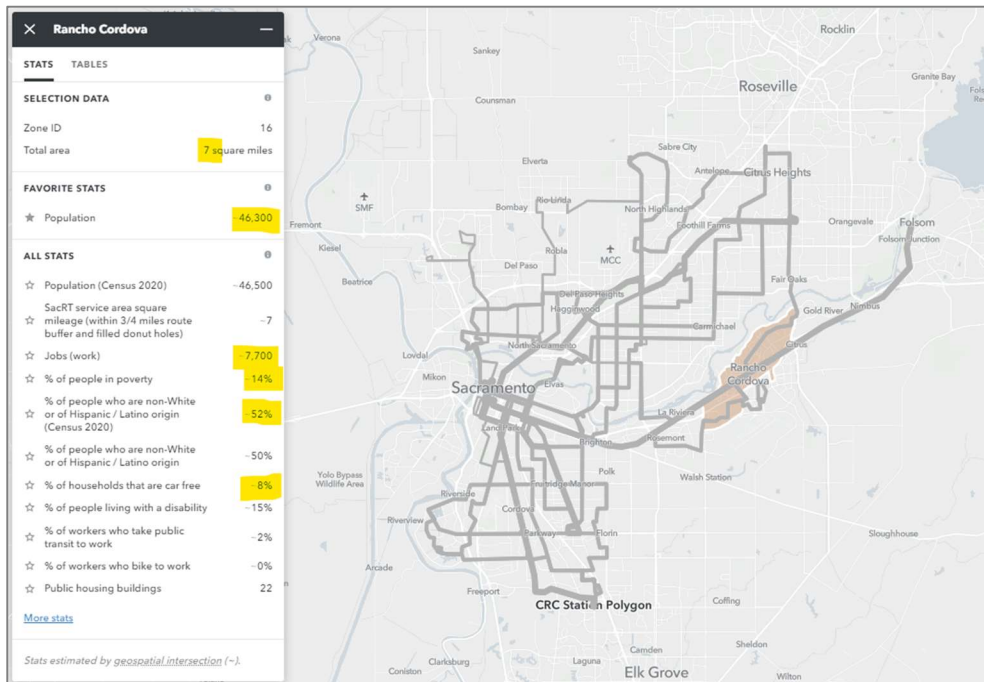 Rancho Cordova
STATS TABLES
SELECTION DATA
Zone ID 16
Total area 7 square miles
FAVORITE STATS
Population ~46,300
ALL STATS
Population (Census 2020) ~46,500
SacRT service area square
mileage (within 3/4 miles route
buffer and filled donut holes) ~7
Jobs (work) ~7,700
% of people in poverty ~14%
% of people who are non-White
or of Hispanic / Latino origin
(Census 2020) ~52%
% of people who are non-White
or of Hispanic / Latino origin ~50%
% of households that are car free ~8%
% of people living with a disability ~15%
% of workers who take public
transit to work ~2%
% of workers who bike to work ~0%
Public housing buildings 22
More stats
Stats estimated by geospatial intersection (~).
Verona
Sankey
Rocklin
Roseville
Granite Bay
Counsman
Sabre City
Elverta
Antelope
Citrus Heights
SMF
Bombay
Rio Linda
North Highlands
Fremont
Foothill Farms
Orangevale
Folsom
Folsom Junction
Kiesel
Robla
MCC
Del Paso
Beatrice
Fair Oaks
Del Paso Heights
Hagginwood
Gold River
Nimbus
Carmichael
North Sacramento
Citrus
Lovdal
Mikon
Elvas
Rancho
Cordova
Sacramento
La Riviera
Land Park
Brighton
Rosemont
Polk
Walsh Station
Yolo Bypass
Wildlife Area
Fruitridge Manor
Riverside
Cordova
Riverview
Parkway
Florin
Sloughhouse
Arcade
Freeport
CRC Station Polygon
Coffing
Camden
Sheldon
Clarksburg
Laguna
Coniston
Elk Grove
Wilton